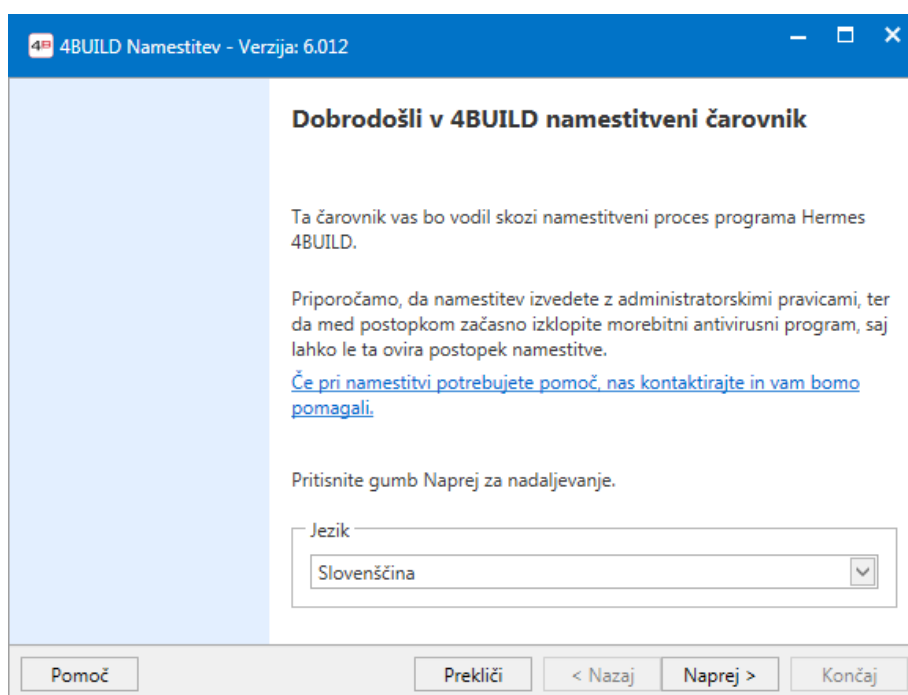 4B 4BUILD Namestitev - Verzija: 6.012
Dobrodošli v 4BUILD namestitveni čarovnik
Ta čarovnik vas bo vodil skozi namestitveni proces programa Hermes
4BUILD.
Priporočamo, da namestitev izvedete z administratorskimi pravicami, ter
da med postopkom začasno izklopite morebitni antivirusni program, saj
lahko le ta ovira postopek namestitve.
Če pri namestitvi potrebujete pomoč, nas kontaktirajte in vam bomo
pomagali.
Pritisnite gumb Naprej za nadaljevanje.
Jezik
Slovenščina
Pomoč Prekliči < Nazaj Naprej > Končaj